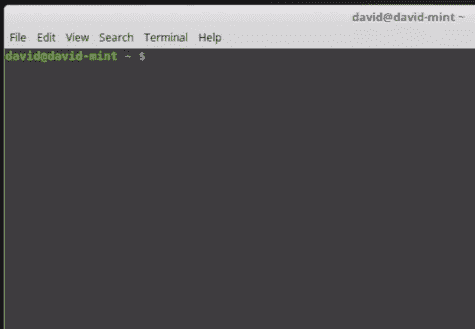 david@david-mint ~
File Edit View Search Terminal Help
david@david-mint ~ $